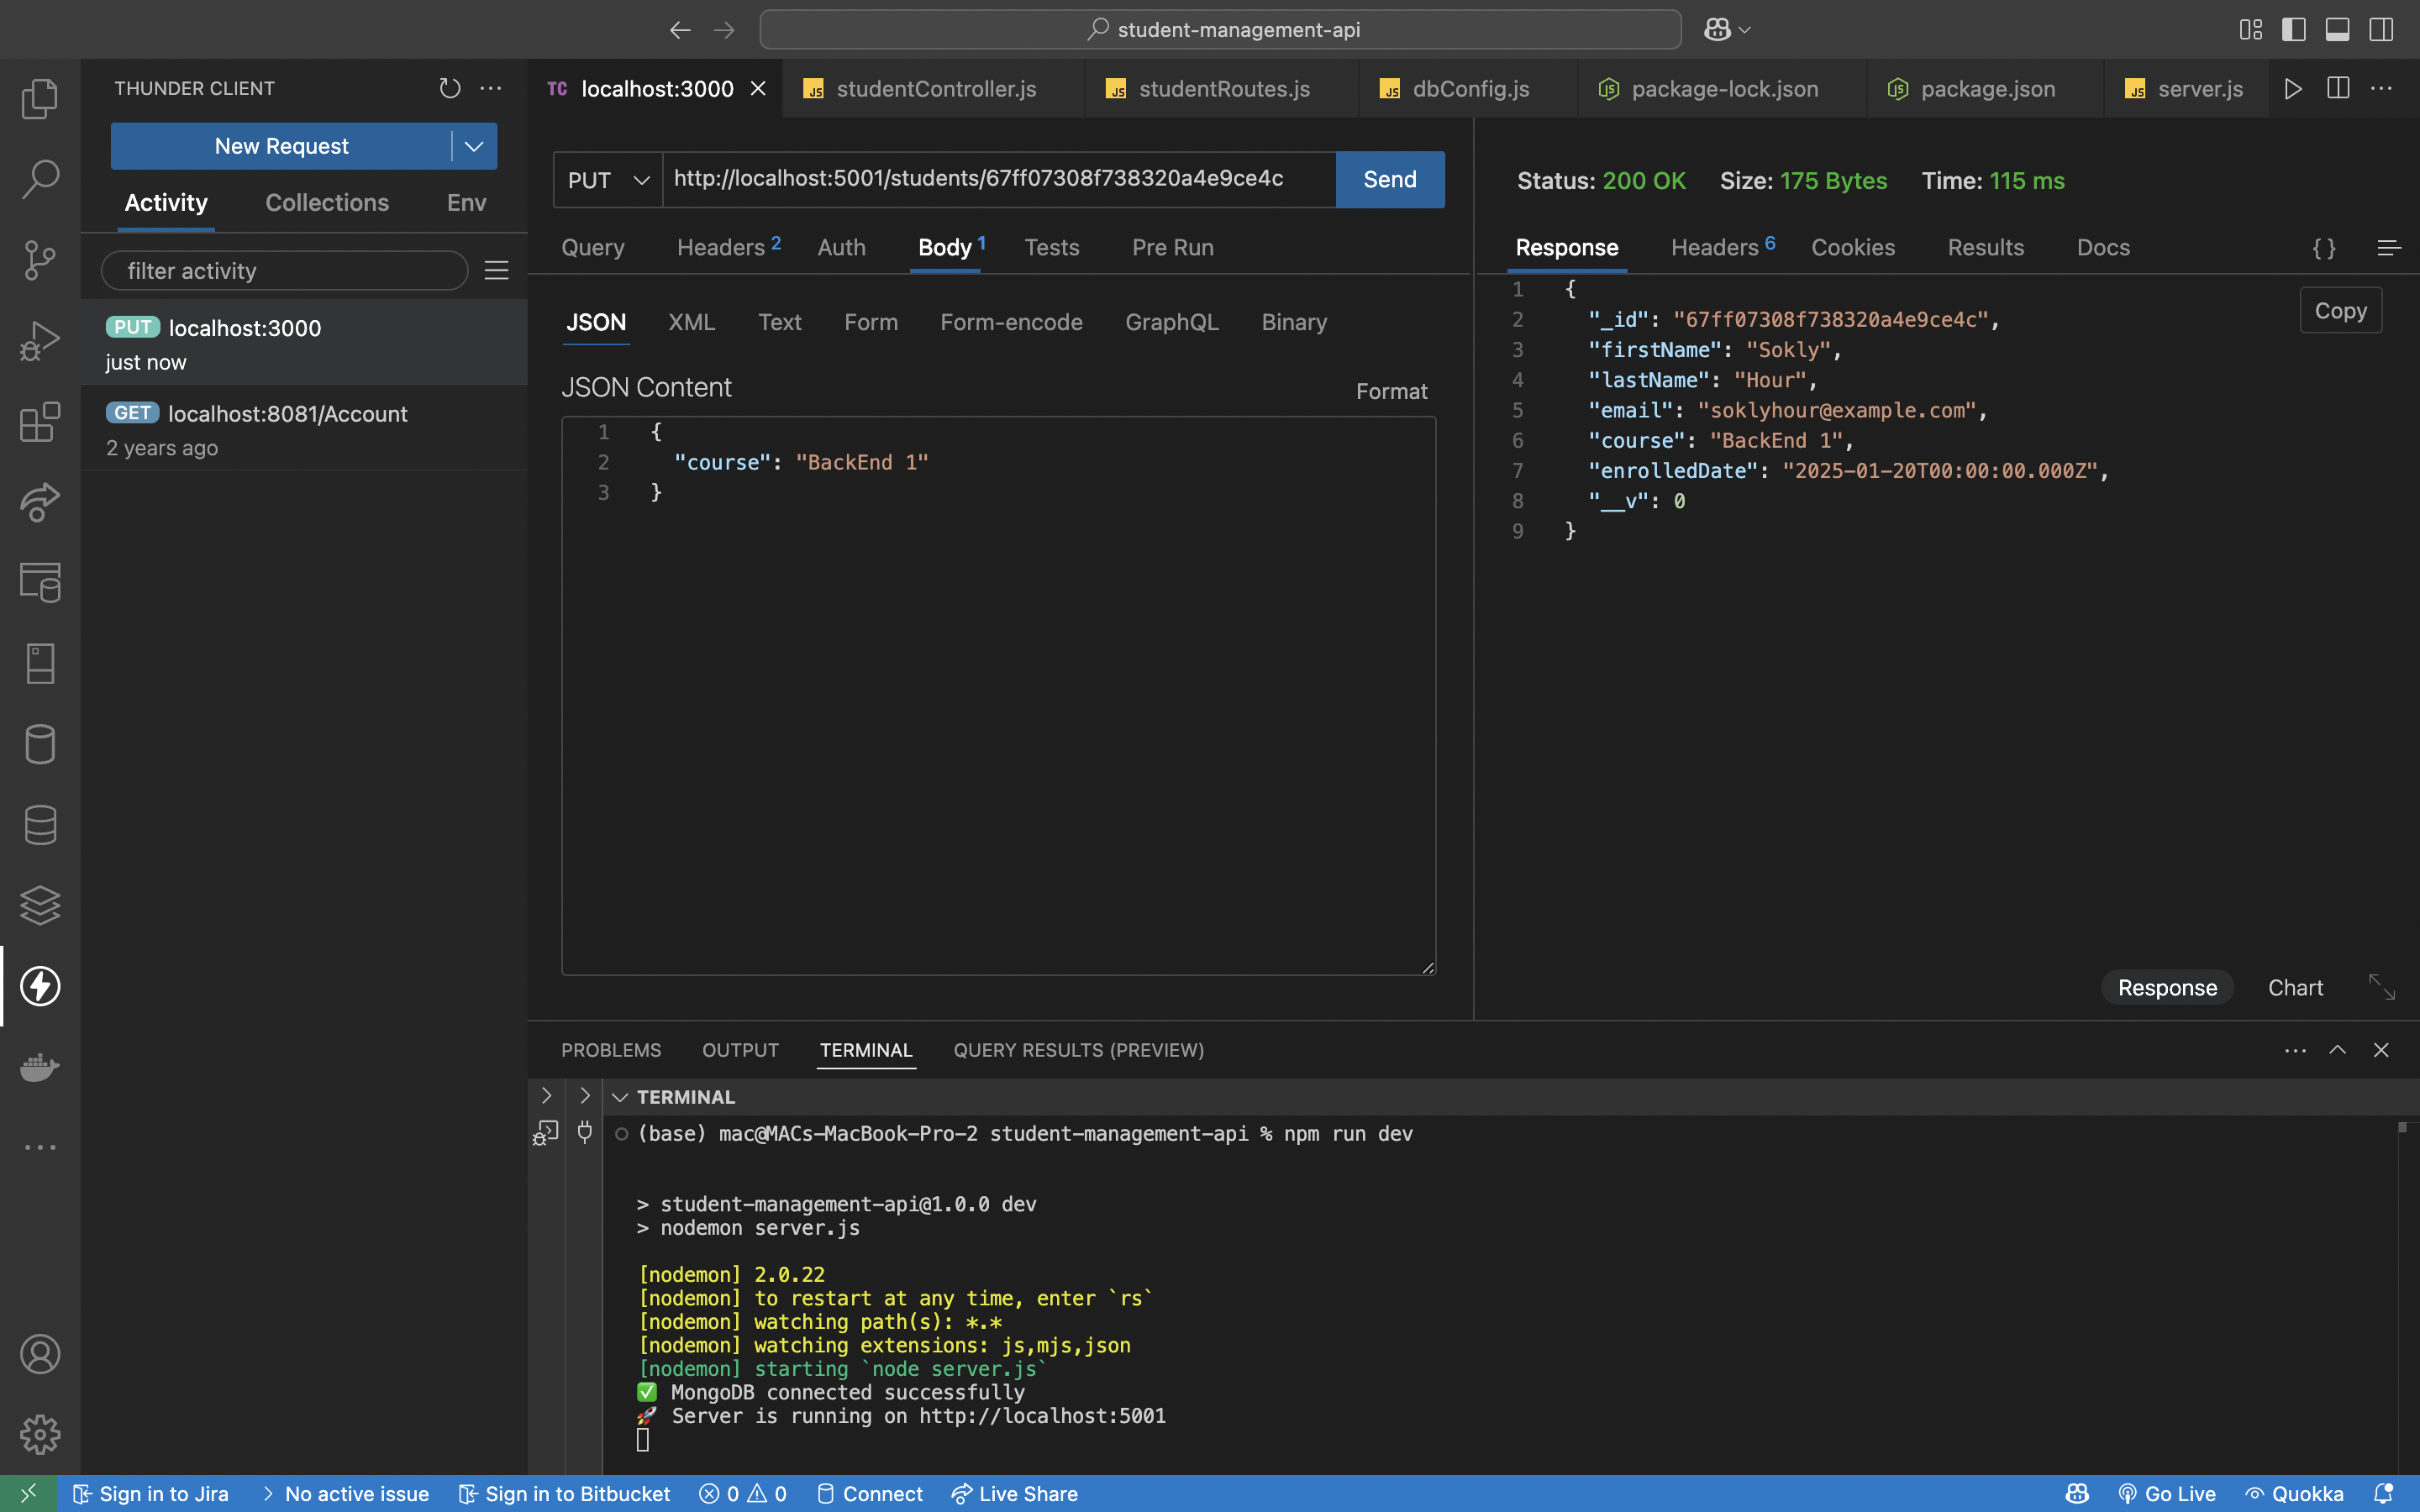 student-management-api
THUNDER CLIENT
New Request
Activity
Collections
Env
filter activity
PUT localhost:3000
just now
GET localhost:8081/Account
2 years ago
TC localhost:3000
JS studentController.js
JS studentRoutes.js
JS dbConfig.js
JS package-lock.json
JS package.json
JS server.js
PUT
http://localhost:5001/students/67ff07308f738320a4e9ce4c
Send
Query
Headers 2
Auth
Body 1
Tests
Pre Run
JSON
XML
Text
Form
Form-encode
GraphQL
Binary
JSON Content
Format
1 {
2 "course": "BackEnd 1"
3 }
Status: 200 OK
Size: 175 Bytes
Time: 115 ms
Response
Headers 6
Cookies
Results
Docs
{ }
Copy
1 {
2 "_id": "67ff07308f738320a4e9ce4c",
3 "firstName": "Sokly",
4 "lastName": "Hour",
5 "email": "soklyhour@example.com",
6 "course": "BackEnd 1",
7 "enrolledDate": "2025-01-20T00:00:00.000Z",
8 "__v": 0
9 }
Response
Chart
PROBLEMS
OUTPUT
TERMINAL
QUERY RESULTS (PREVIEW)
TERMINAL
(base) mac@MACs-MacBook-Pro-2 student-management-api % npm run dev
> student-management-api@1.0.0 dev
> nodemon server.js
[nodemon] 2.0.22
[nodemon] to restart at any time, enter `rs`
[nodemon] watching path(s): *.*
[nodemon] watching extensions: js,mjs,json
[nodemon] starting `node server.js`
✅ MongoDB connected successfully
🚀 Server is running on http://localhost:5001
Sign in to Jira
> No active issue
Sign in to Bitbucket
0
0
Connect
Live Share
Go Live
Quokka